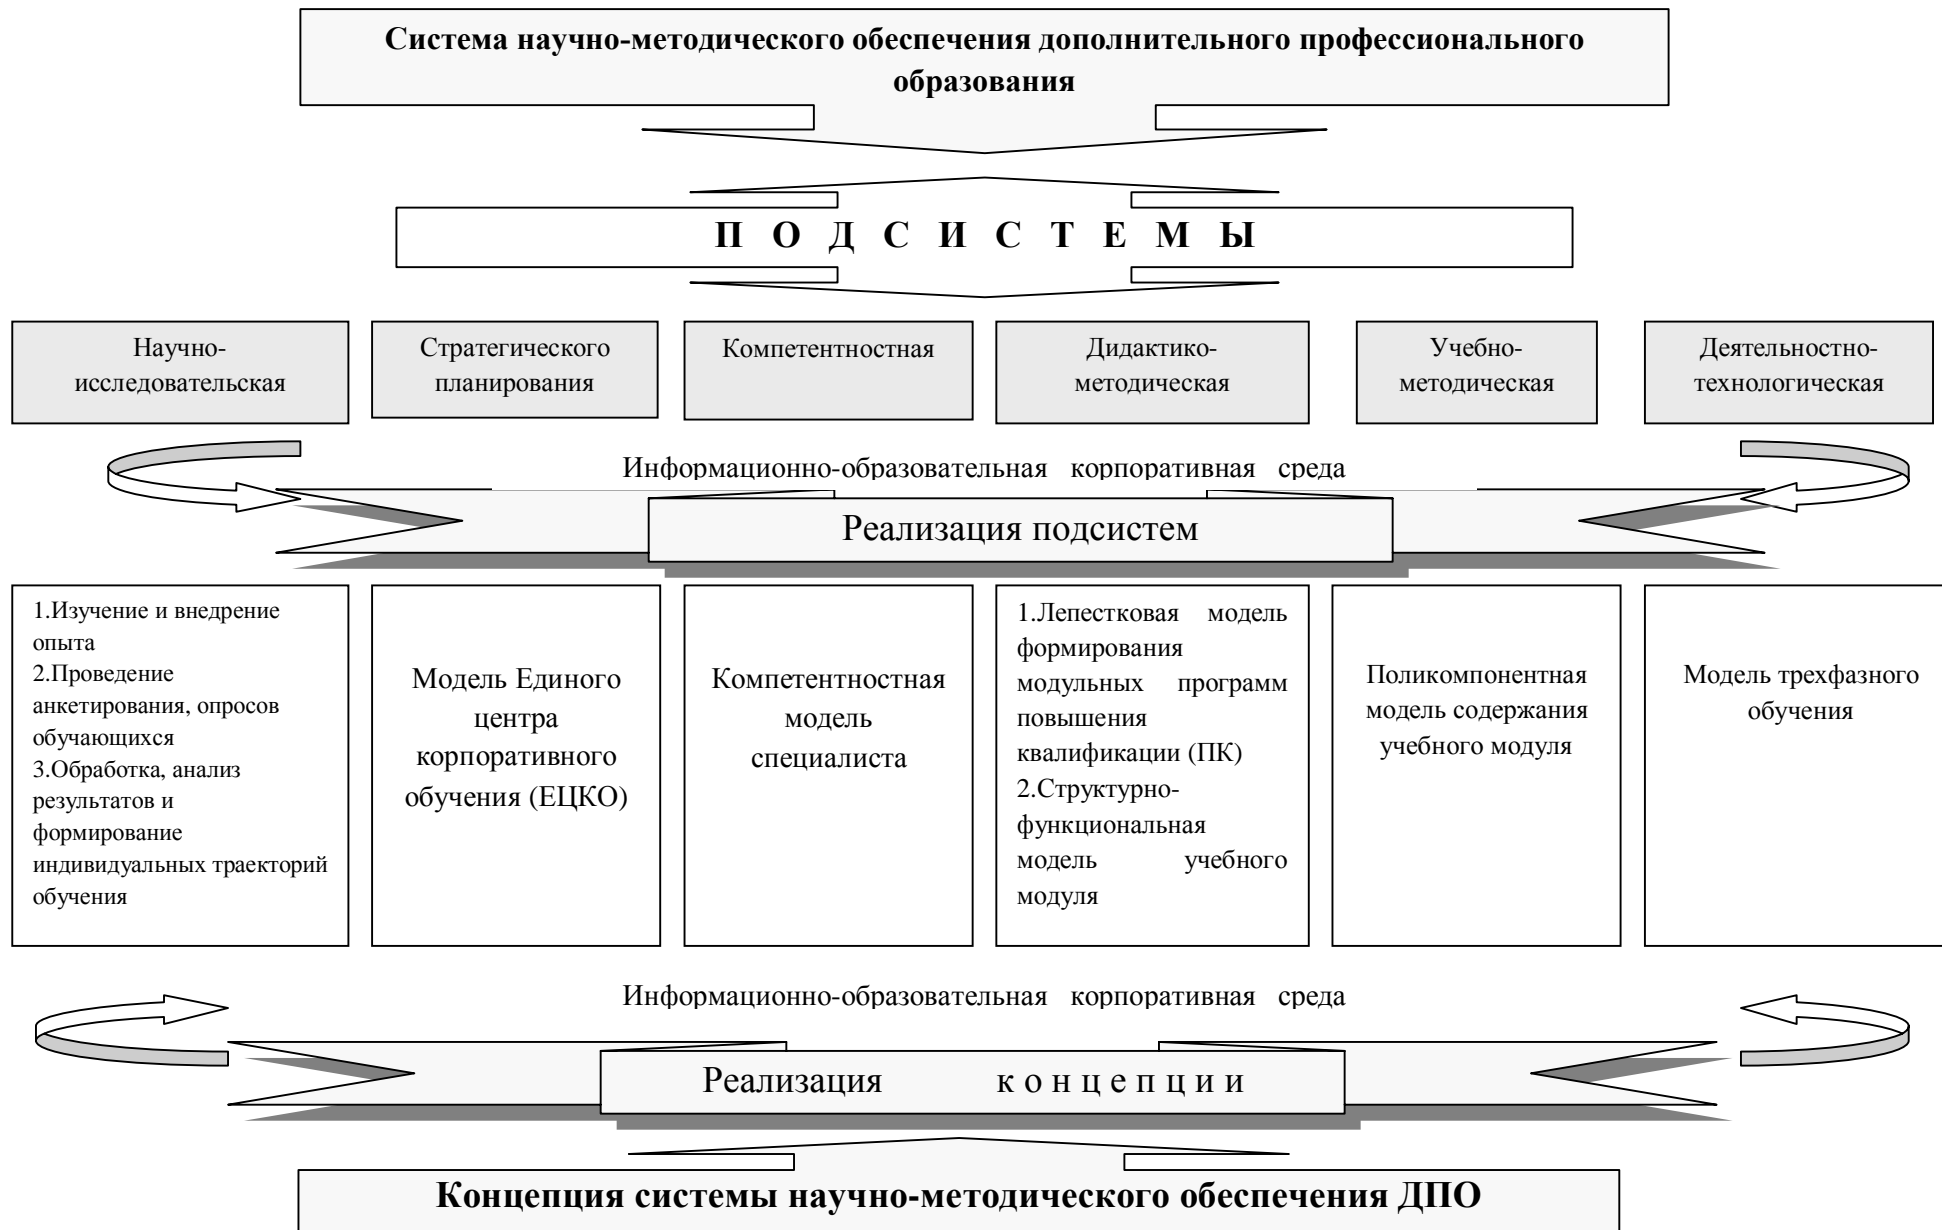 Система научно-методического обеспечения дополнительного профессионального
образования
П О Д С И С Т Е М Ы
Научно-
исследовательская
Стратегического
планирования
Компетентностная
Дидактико-
методическая
Учебно-
методическая
Деятельностно-
технологическая
Информационно-образовательная корпоративная среда
Реализация подсистем
1.Изучение и внедрение
опыта
2.Проведение
анкетирования, опросов
обучающихся
3.Обработка, анализ
результатов и
формирование
индивидуальных траекторий
обучения
Модель Единого
центра
корпоративного
обучения (ЕЦКО)
Компетентностная
модель
специалиста
1.Лепестковая модель
формирования
модульных программ
повышения
квалификации (ПК)
2.Структурно-
функциональная
модель учебного
модуля
Поликомпонентная
модель содержания
учебного модуля
Модель трехфазного
обучения
Информационно-образовательная корпоративная среда
Реализация к о н ц е п ц и и
Концепция системы научно-методического обеспечения ДПО